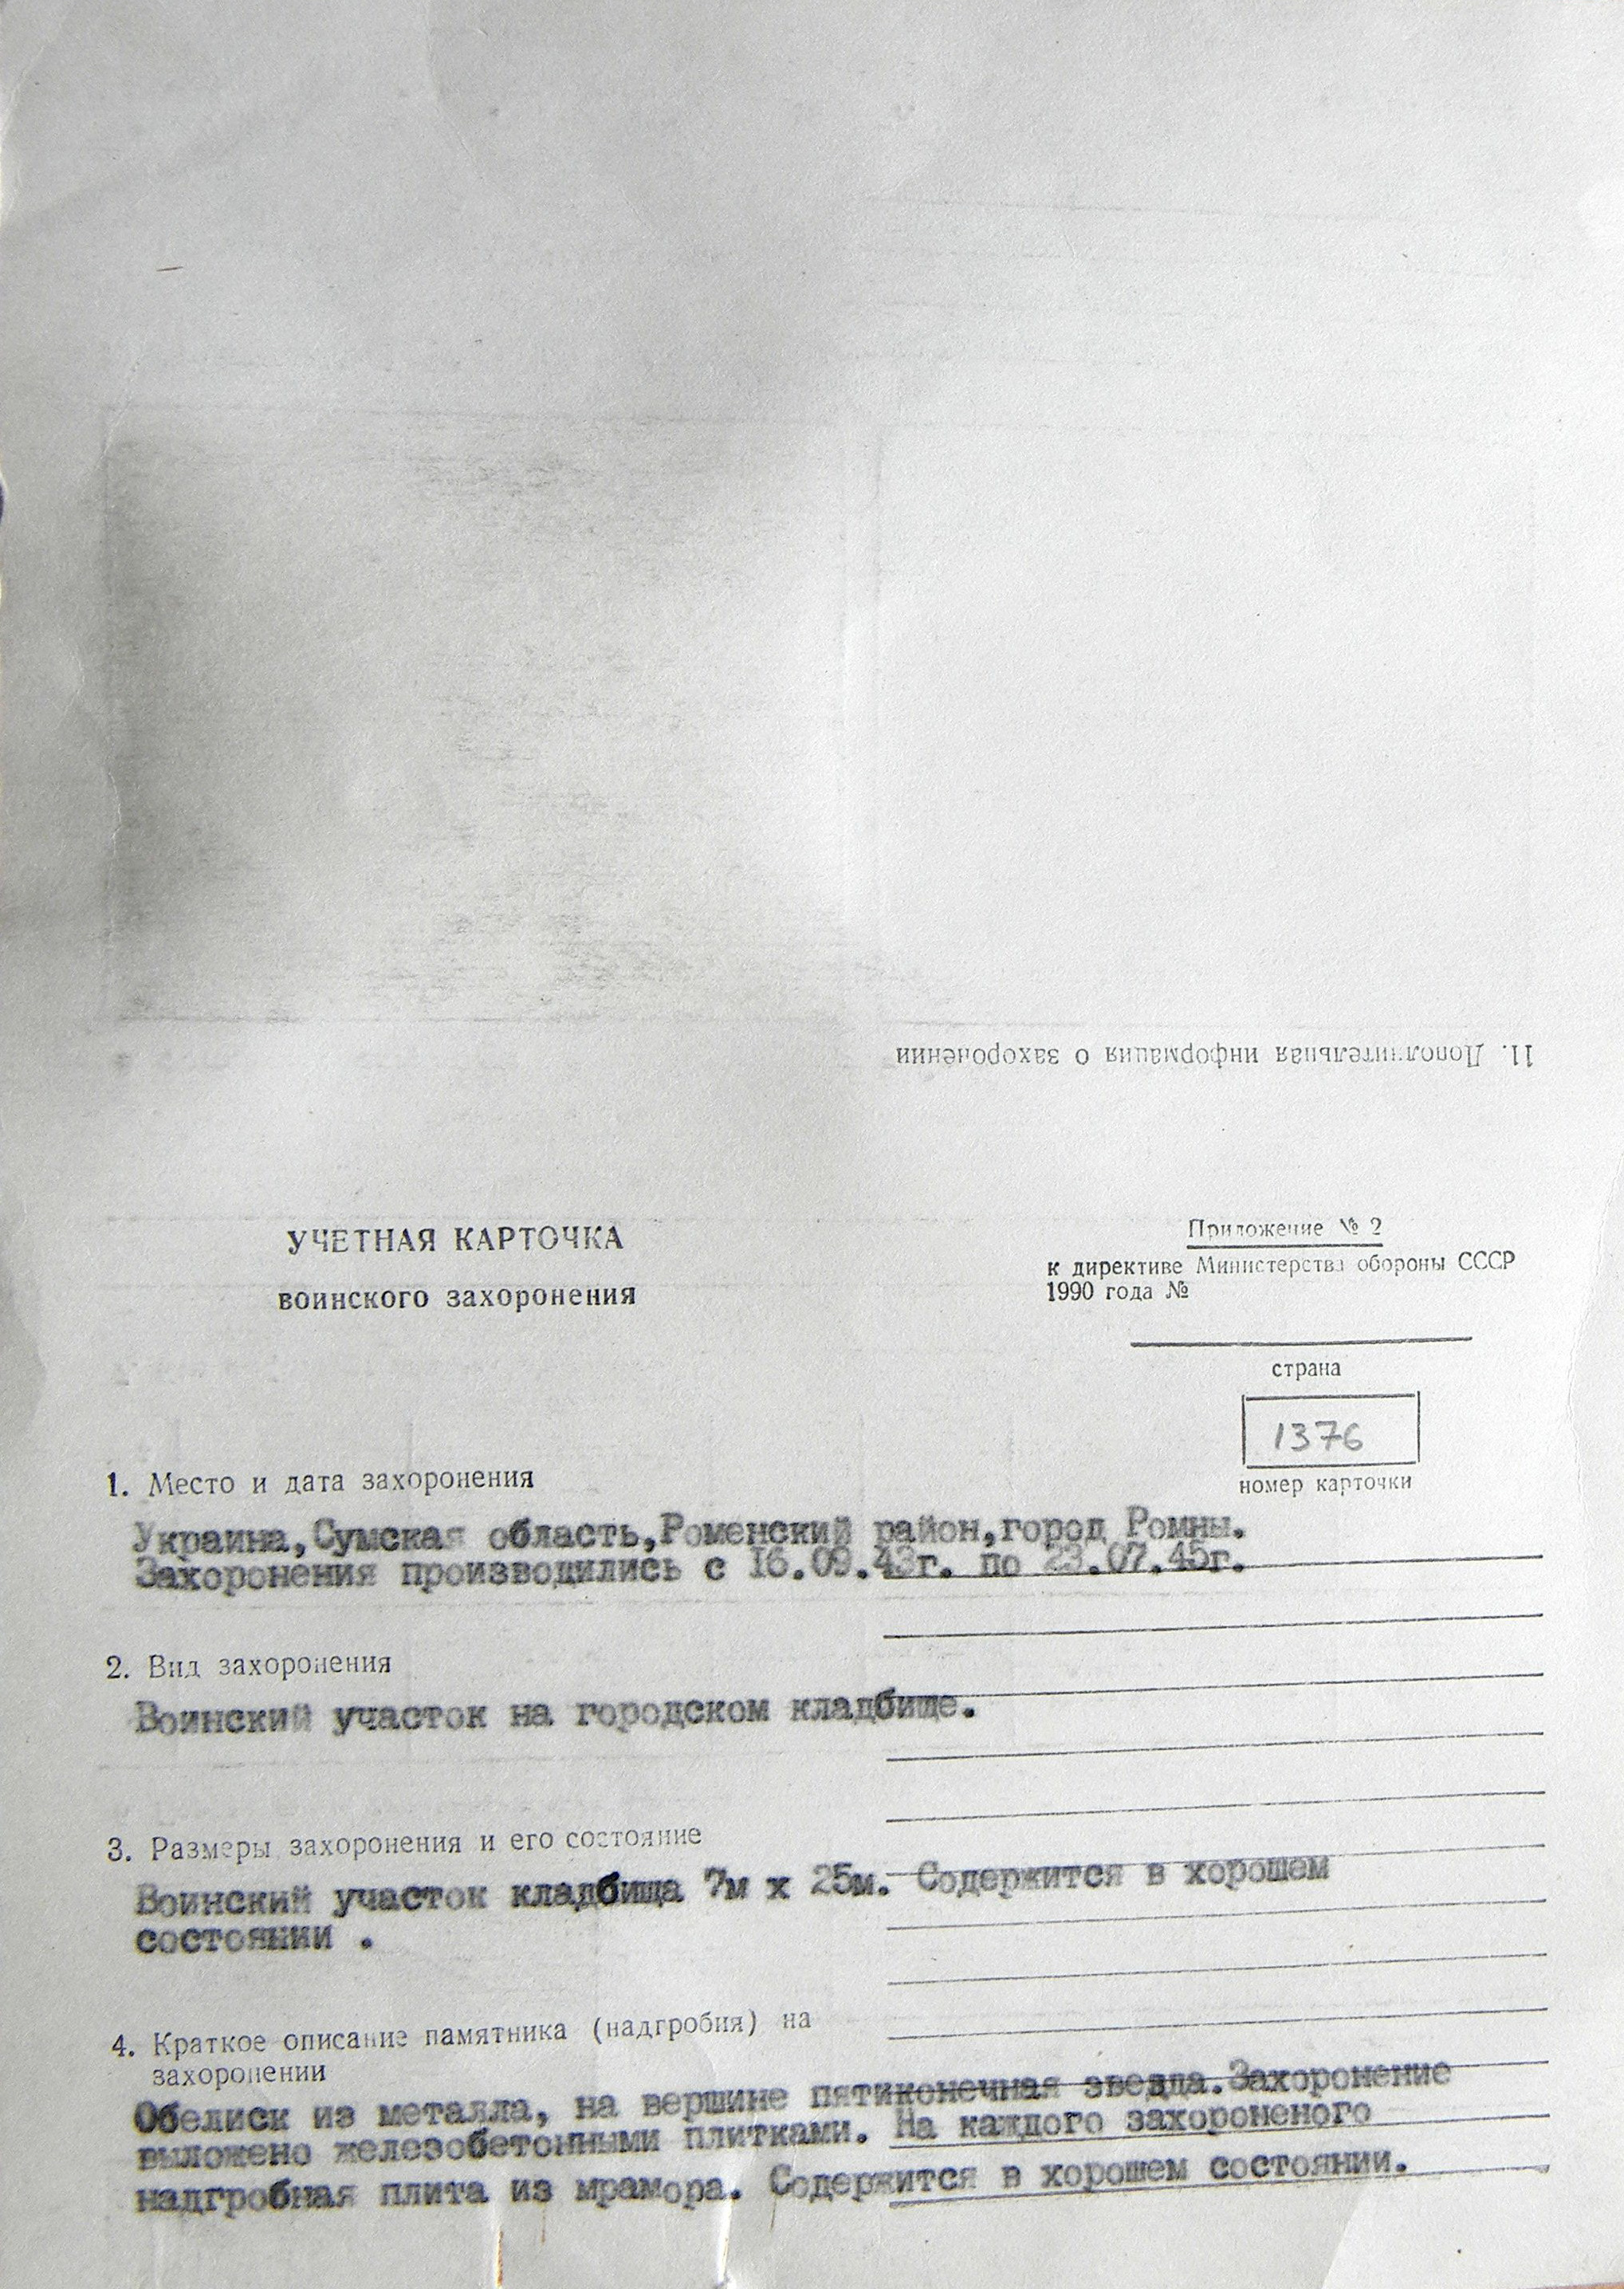 11. Дополнительная информация о захоронении
УЧЕТНАЯ КАРТОЧКА
воинского захоронения
Приложение № 2
к директиве Министерства обороны СССР
1990 года №
страна
1376
номер карточки
1. Место и дата захоронения
Украина,Сумская область,Роменский район,город Ромны.
Захоронения производились с 16.09.43г. по 23.07.45г.
2. Вид захоронения
Воинский участок на городском кладбище.
3. Размеры захоронения и его состояние
Воинский участок кладбища 7м х 25м. Содержится в хорошем
состоянии .
4. Краткое описание памятника (надгробия) на
захоронении
Обелиск из металла, на вершине пятиконечная звезда.Захоронение
выложено железобетонными плитками. На каждого захороненого
надгробная плита из мрамора. Содержится в хорошем состоянии.